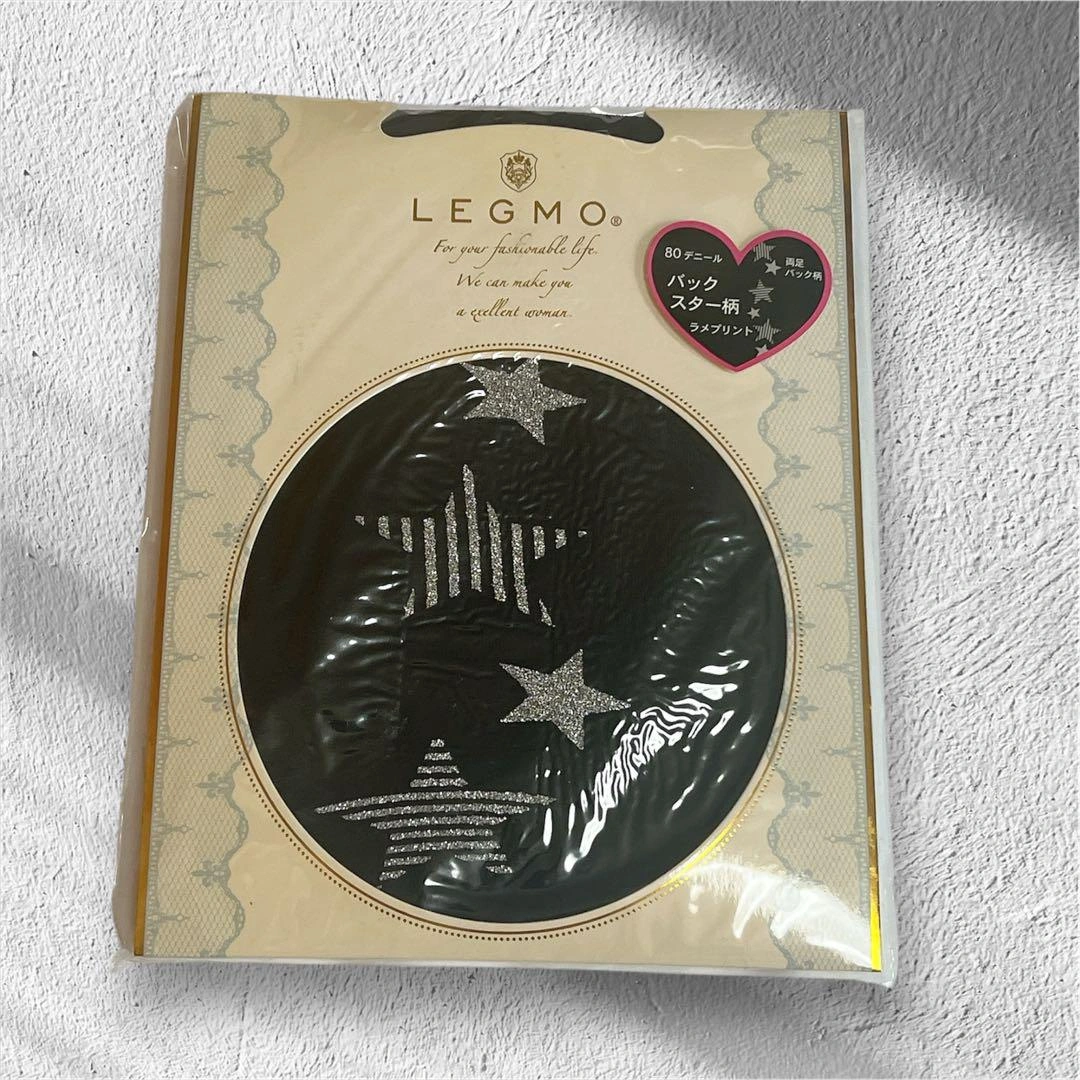 LEGMO®
For your fashionable life.
We can make you
a exellent woman.
80デニール
バック
スター柄
ラメプリント
両足
バック柄